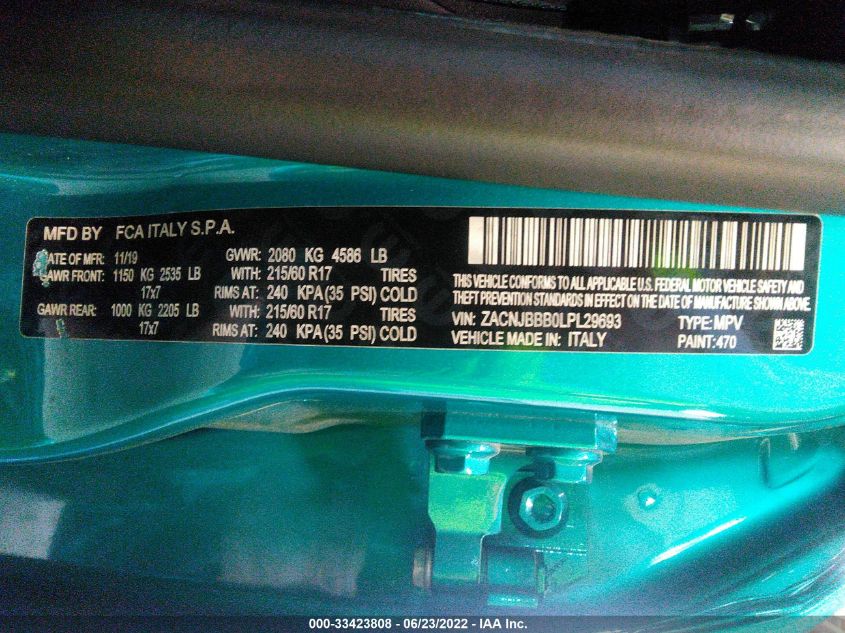 MFD BY FCA ITALY S.P.A.
DATE OF MFR: 11/19 GVWR: 2080 KG 4586 LB
GAWR FRONT: 1150 KG 2535 LB WITH: 215/60 R17 TIRES
17x7 RIMS AT: 240 KPA(35 PSI) COLD
GAWR REAR: 1000 KG 2205 LB WITH: 215/60 R17 TIRES
17x7 RIMS AT: 240 KPA(35 PSI) COLD
THIS VEHICLE CONFORMS TO ALL APPLICABLE U.S. FEDERAL MOTOR VEHICLE SAFETY AND
THEFT PREVENTION STANDARDS IN EFFECT ON THE DATE OF MANUFACTURE SHOWN ABOVE.
VIN: ZACNJBBB0LPL29693 TYPE: MPV
VEHICLE MADE IN: ITALY PAINT: 470
000-33423808 - 06/23/2022 - IAA Inc.